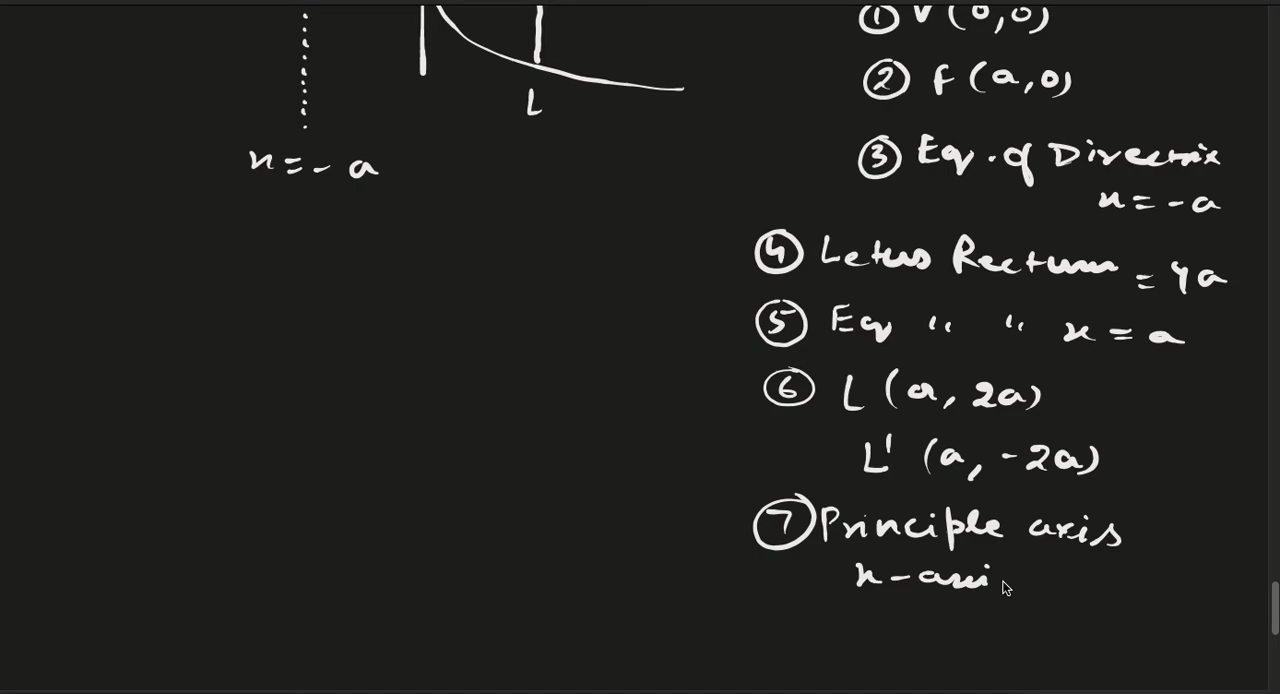 ① V (0,0)
② F (a,0)
L
③ Eq. of Directrix
x = - a
x = - a
④ Letus Rectum = 4a
⑤ Eq " " x = a
⑥ L (a, 2a)
L' (a, -2a)
⑦ Principle axis
x - axi